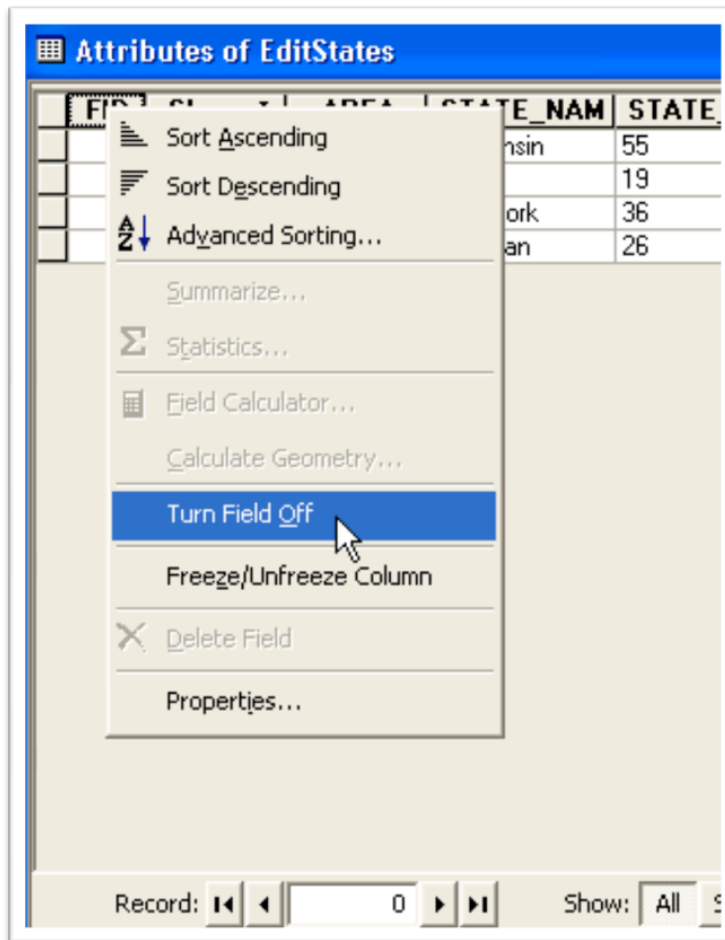 Attributes of EditStates
AREA STATE_NAM STATE_
Sort Ascending nsin 55
19
Sort Descending ork 36
Advanced Sorting... an 26
Summarize...
Σ Statistics...
Field Calculator...
Calculate Geometry...
Turn Field Off
Freeze/Unfreeze Column
Delete Field
Properties...
Record: 0 Show: All